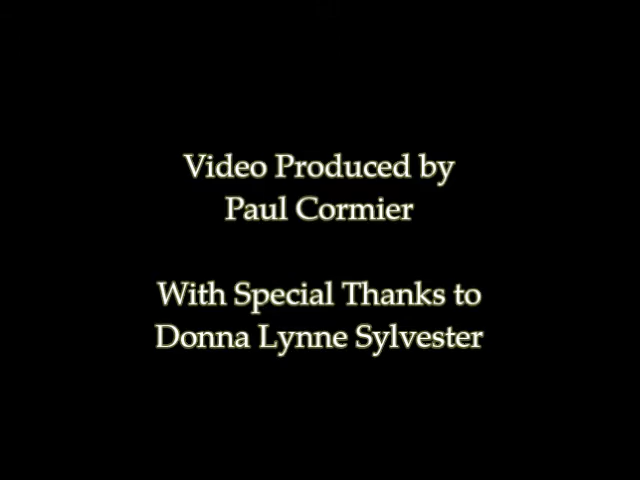 Video Produced by
Paul Cormier
With Special Thanks to
Donna Lynne Sylvester